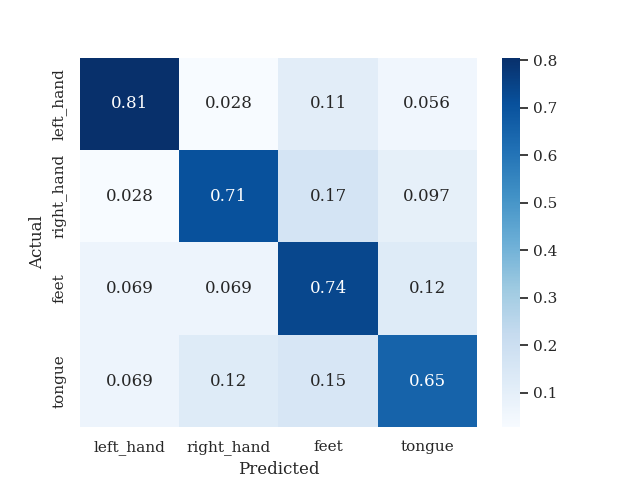 left_hand 0.81 0.028 0.11 0.056
right_hand 0.028 0.71 0.17 0.097
feet 0.069 0.069 0.74 0.12
tongue 0.069 0.12 0.15 0.65
Actual
left_hand right_hand feet tongue
Predicted
0.8
0.7
0.6
0.5
0.4
0.3
0.2
0.1